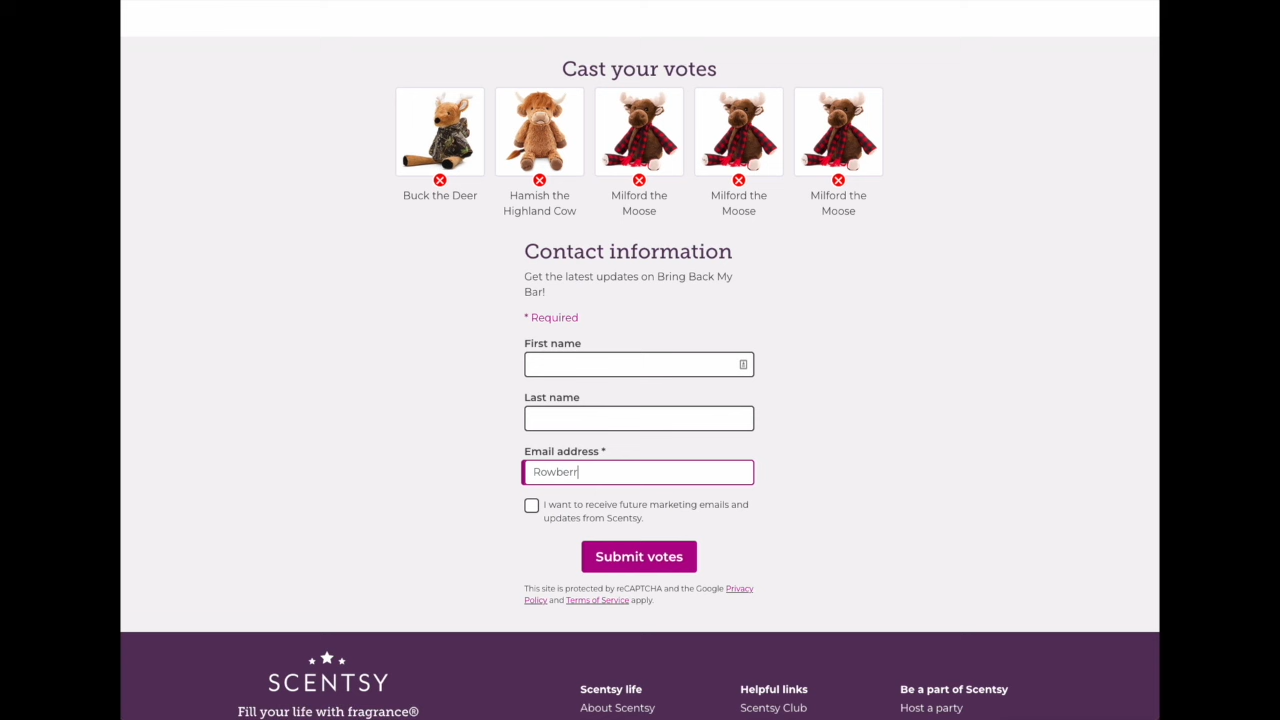 Cast your votes
Buck the Deer
Hamish the
Highland Cow
Milford the
Moose
Milford the
Moose
Milford the
Moose
Contact information
Get the latest updates on Bring Back My
Bar!
* Required
First name
Last name
Email address *
Rowberr
I want to receive future marketing emails and
updates from Scentsy.
Submit votes
This site is protected by reCAPTCHA and the Google Privacy
Policy and Terms of Service apply.
SCENTSY
Fill your life with fragrance®
Scentsy life
About Scentsy
Helpful links
Scentsy Club
Be a part of Scentsy
Host a party